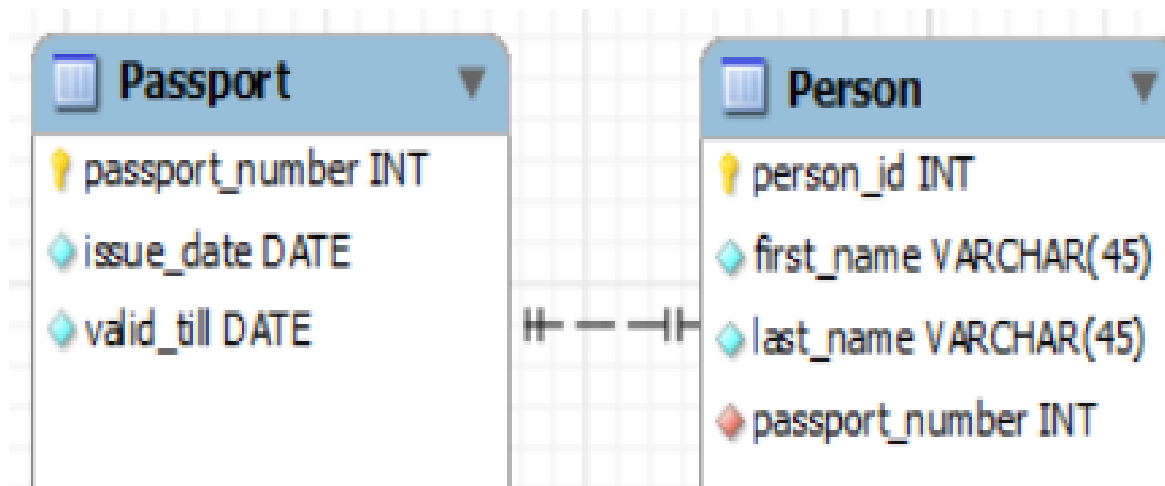 Passport
passport_number INT
issue_date DATE
valid_till DATE
Person
person_id INT
first_name VARCHAR(45)
last_name VARCHAR(45)
passport_number INT